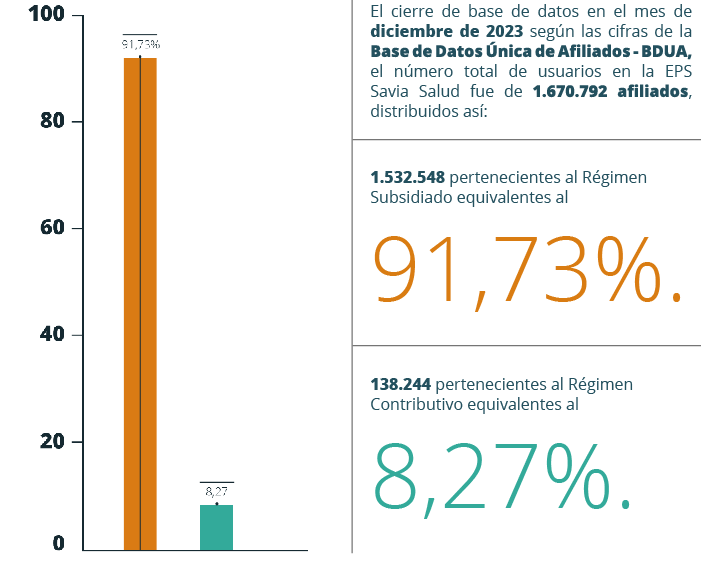 100
91,73%
80
60
40
20
8,27
0
El cierre de base de datos en el mes de
diciembre de 2023 según las cifras de la
Base de Datos Única de Afiliados - BDUA,
el número total de usuarios en la EPS
Savia Salud fue de 1.670.792 afiliados,
distribuidos así:
1.532.548 pertenecientes al Régimen
Subsidiado equivalentes al
91,73%.
138.244 pertenecientes al Régimen
Contributivo equivalentes al
8,27%.